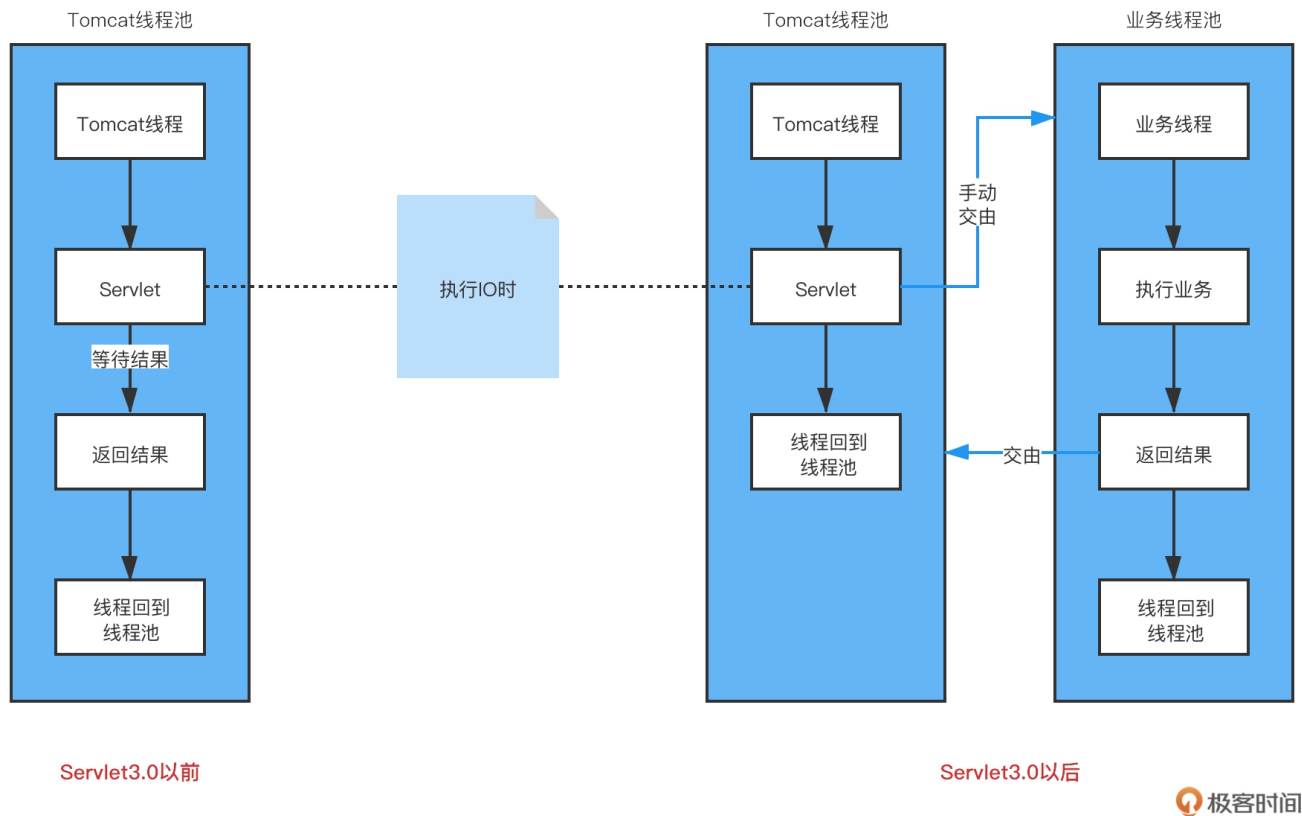 Tomcat线程池
Tomcat线程
Servlet
等待结果
返回结果
线程回到
线程池
执行IO时
Tomcat线程池
Tomcat线程
Servlet
线程回到
线程池
手动
交由
交由
业务线程池
业务线程
执行业务
返回结果
线程回到
线程池
Servlet3.0以前
Servlet3.0以后
极客时间